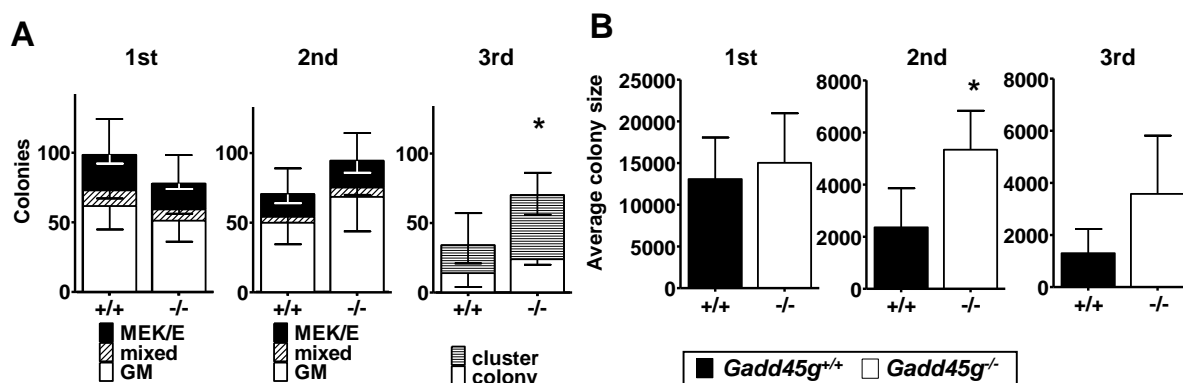 A
1st
2nd
3rd
Colonies
100
50
0
+/+
-/-
MEK/E
mixed
GM
100
50
0
+/+
-/-
MEK/E
mixed
GM
*
100
50
0
+/+
-/-
cluster
colony
B
1st
2nd
3rd
Average colony size
25000
20000
15000
10000
5000
0
+/+
-/-
*
8000
6000
4000
2000
0
+/+
-/-
8000
6000
4000
2000
0
+/+
-/-
Gadd45g+/+ Gadd45g-/-